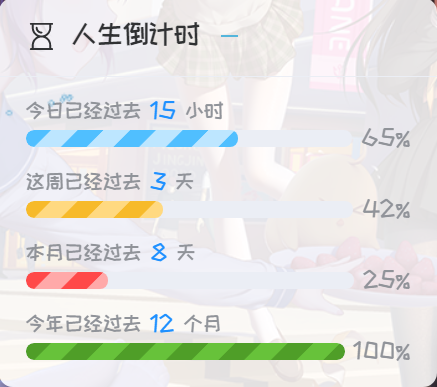 人生倒计时
今日已经过去 15 小时
65%
这周已经过去 3 天
42%
本月已经过去 8 天
25%
今年已经过去 12 个月
100%